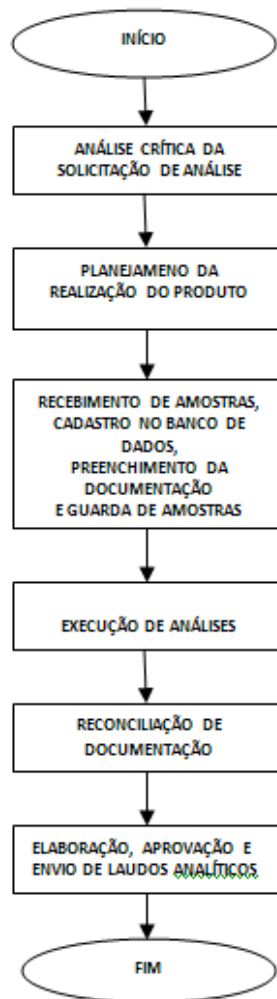 INÍCIO
ANÁLISE CRÍTICA DA
SOLICITAÇÃO DE ANÁLISE
PLANEJAMENO DA
REALIZAÇÃO DO PRODUTO
RECEBIMENTO DE AMOSTRAS,
CADASTRO NO BANCO DE
DADOS,
PREENCHIMENTO DA
DOCUMENTAÇÃO
E GUARDA DE AMOSTRAS
EXECUÇÃO DE ANÁLISES
RECONCILIAÇÃO DE
DOCUMENTAÇÃO
ELABORAÇÃO, APROVAÇÃO E
ENVIO DE LAUDOS ANALÍTICOS
FIM